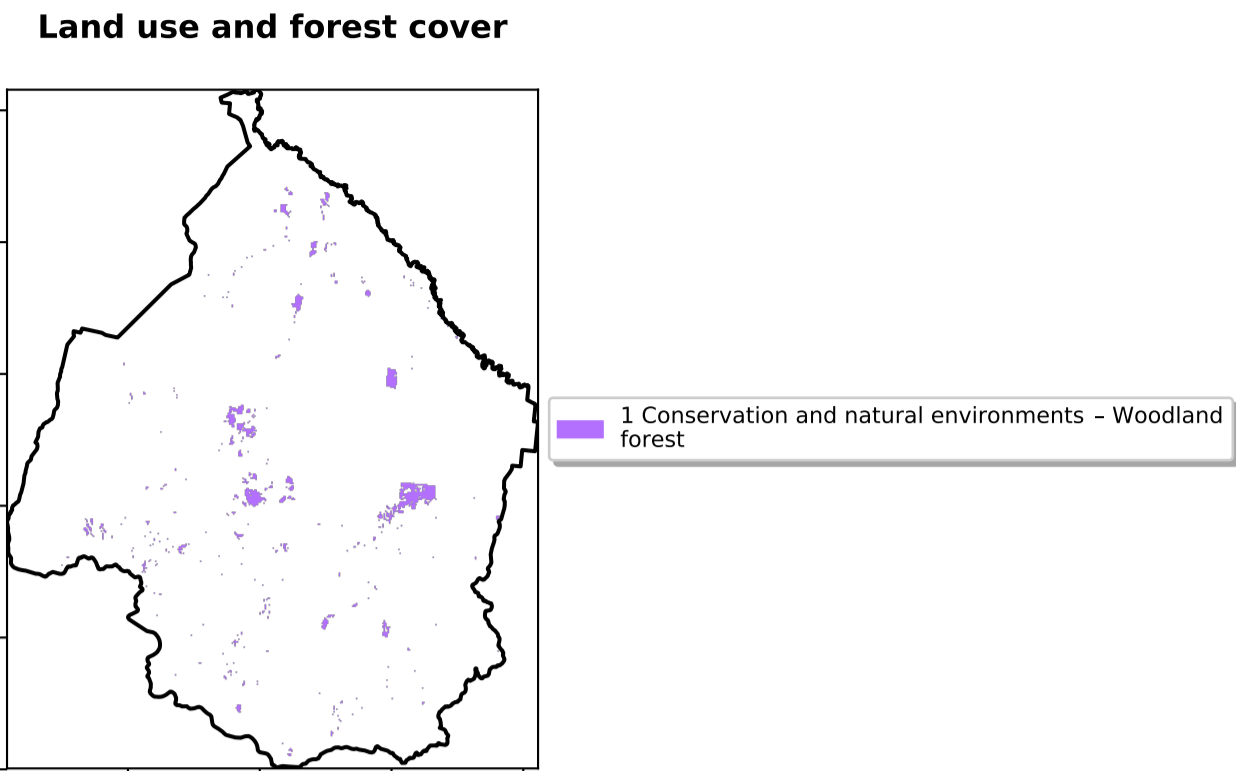 Land use and forest cover
1 Conservation and natural environments – Woodland
forest